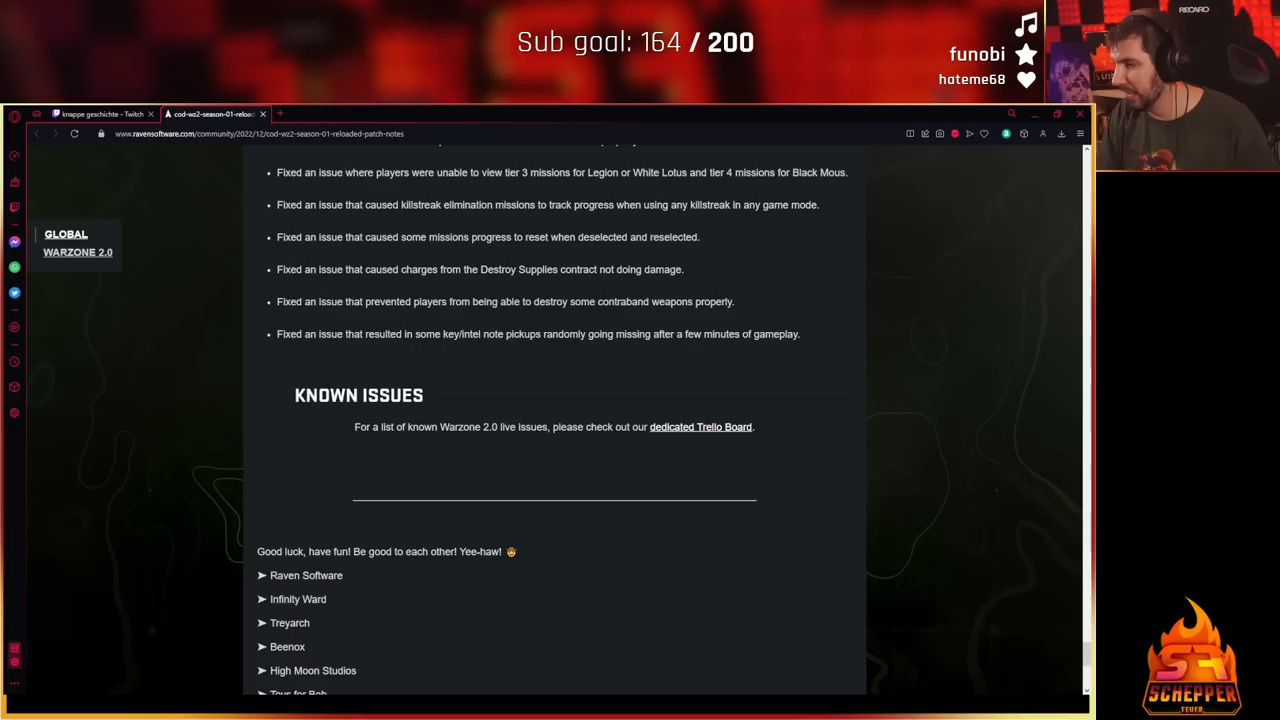 Sub goal: 164 / 200
funobi
hateme68
RECARO
knappe geschichte - Twitch
cod-wz2-season-01-reload
www.ravensoftware.com/community/2022/12/cod-wz2-season-01-reloaded-patch-notes
GLOBAL
WARZONE 2.0
• Fixed an issue where players were unable to view tier 3 missions for Legion or White Lotus and tier 4 missions for Black Mous.
• Fixed an issue that caused killstreak elimination missions to track progress when using any killstreak in any game mode.
• Fixed an issue that caused some missions progress to reset when deselected and reselected.
• Fixed an issue that caused charges from the Destroy Supplies contract not doing damage.
• Fixed an issue that prevented players from being able to destroy some contraband weapons properly.
• Fixed an issue that resulted in some key/intel note pickups randomly going missing after a few minutes of gameplay.
KNOWN ISSUES
For a list of known Warzone 2.0 live issues, please check out our dedicated Trello Board.
Good luck, have fun! Be good to each other! Yee-haw! 🤠
➤ Raven Software
➤ Infinity Ward
➤ Treyarch
➤ Beenox
➤ High Moon Studios
➤ Toys for Bob
SF
SCHEPPER
FEUER